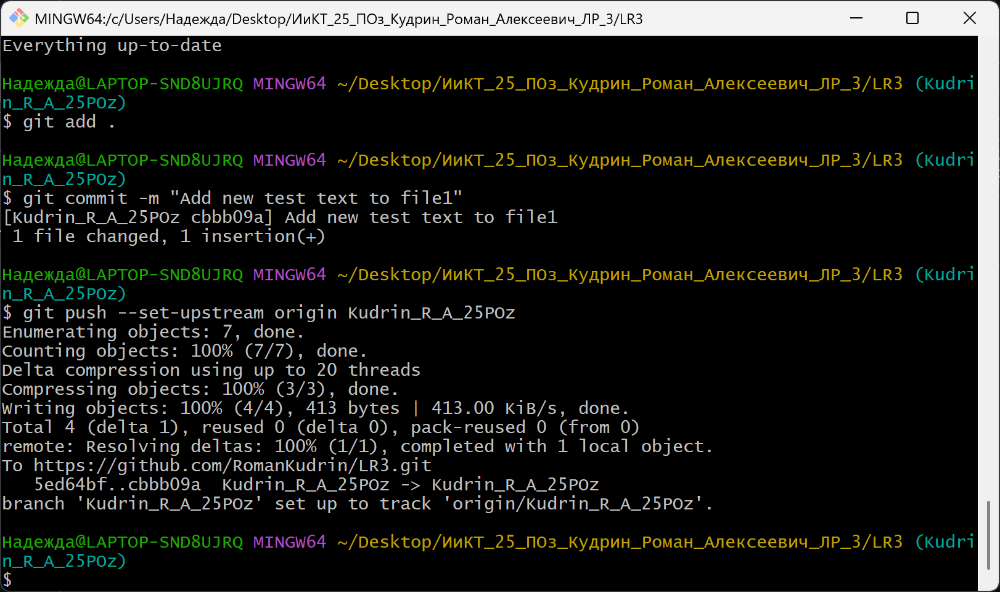 MINGW64:/c/Users/Надежда/Desktop/ИиКТ_25_ПОз_Кудрин_Роман_Алексеевич_ЛР_3/LR3
Everything up-to-date
Надежда@LAPTOP-SND8UJRQ MINGW64 ~/Desktop/ИиКТ_25_ПОз_Кудрин_Роман_Алексеевич_ЛР_3/LR3 (Kudri
n_R_A_25POz)
$ git add .
Надежда@LAPTOP-SND8UJRQ MINGW64 ~/Desktop/ИиКТ_25_ПОз_Кудрин_Роман_Алексеевич_ЛР_3/LR3 (Kudri
n_R_A_25POz)
$ git commit -m "Add new test text to file1"
[Kudrin_R_A_25POz cbbb09a] Add new test text to file1
 1 file changed, 1 insertion(+)
Надежда@LAPTOP-SND8UJRQ MINGW64 ~/Desktop/ИиКТ_25_ПОз_Кудрин_Роман_Алексеевич_ЛР_3/LR3 (Kudri
n_R_A_25POz)
$ git push --set-upstream origin Kudrin_R_A_25POz
Enumerating objects: 7, done.
Counting objects: 100% (7/7), done.
Delta compression using up to 20 threads
Compressing objects: 100% (3/3), done.
Writing objects: 100% (4/4), 413 bytes | 413.00 KiB/s, done.
Total 4 (delta 1), reused 0 (delta 0), pack-reused 0 (from 0)
remote: Resolving deltas: 100% (1/1), completed with 1 local object.
To https://github.com/RomanKudrin/LR3.git
   5ed64bf..cbbb09a  Kudrin_R_A_25POz -> Kudrin_R_A_25POz
branch 'Kudrin_R_A_25POz' set up to track 'origin/Kudrin_R_A_25POz'.
Надежда@LAPTOP-SND8UJRQ MINGW64 ~/Desktop/ИиКТ_25_ПОз_Кудрин_Роман_Алексеевич_ЛР_3/LR3 (Kudri
n_R_A_25POz)
$